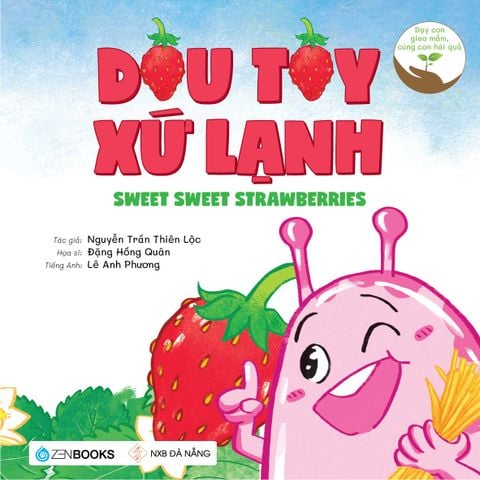 Dạy con
gieo mầm,
cùng con hái quả
DÂU TÂY
XỨ LẠNH
SWEET SWEET STRAWBERRIES
Tác giả: Nguyễn Trần Thiên Lộc
Họa sĩ: Đặng Hồng Quân
Tiếng Anh: Lê Anh Phương
ZENBOOKS
NXB ĐÀ NẴNG